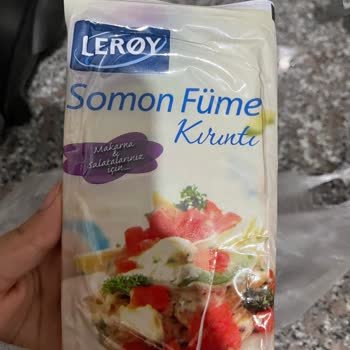 LERØY
Somon Füme
Kırıntı
Makarna
&
Salatalarınız
için....